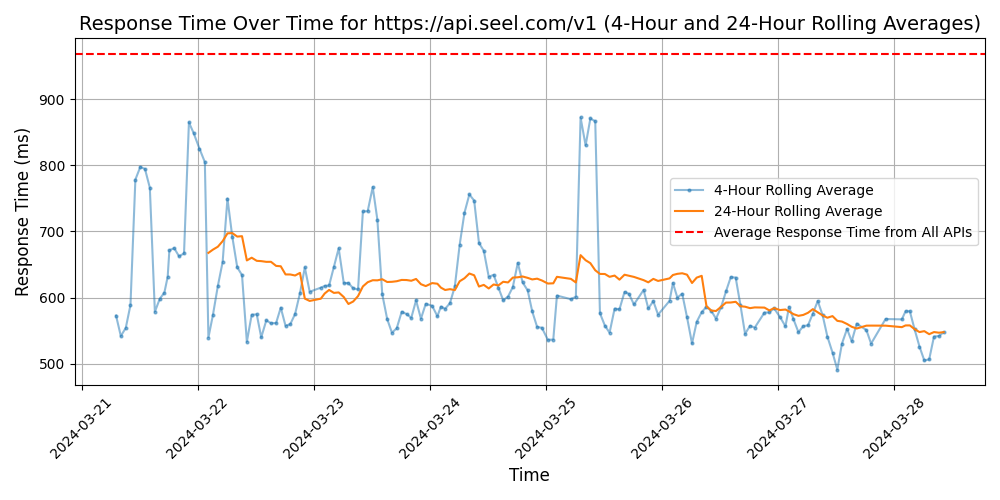 Response Time Over Time for https://api.seel.com/v1 (4-Hour and 24-Hour Rolling Averages)
Response Time (ms)
900
800
700
600
500
4-Hour Rolling Average
24-Hour Rolling Average
Average Response Time from All APIs
2024-03-21
2024-03-22
2024-03-23
2024-03-24
2024-03-25
2024-03-26
2024-03-27
2024-03-28
Time